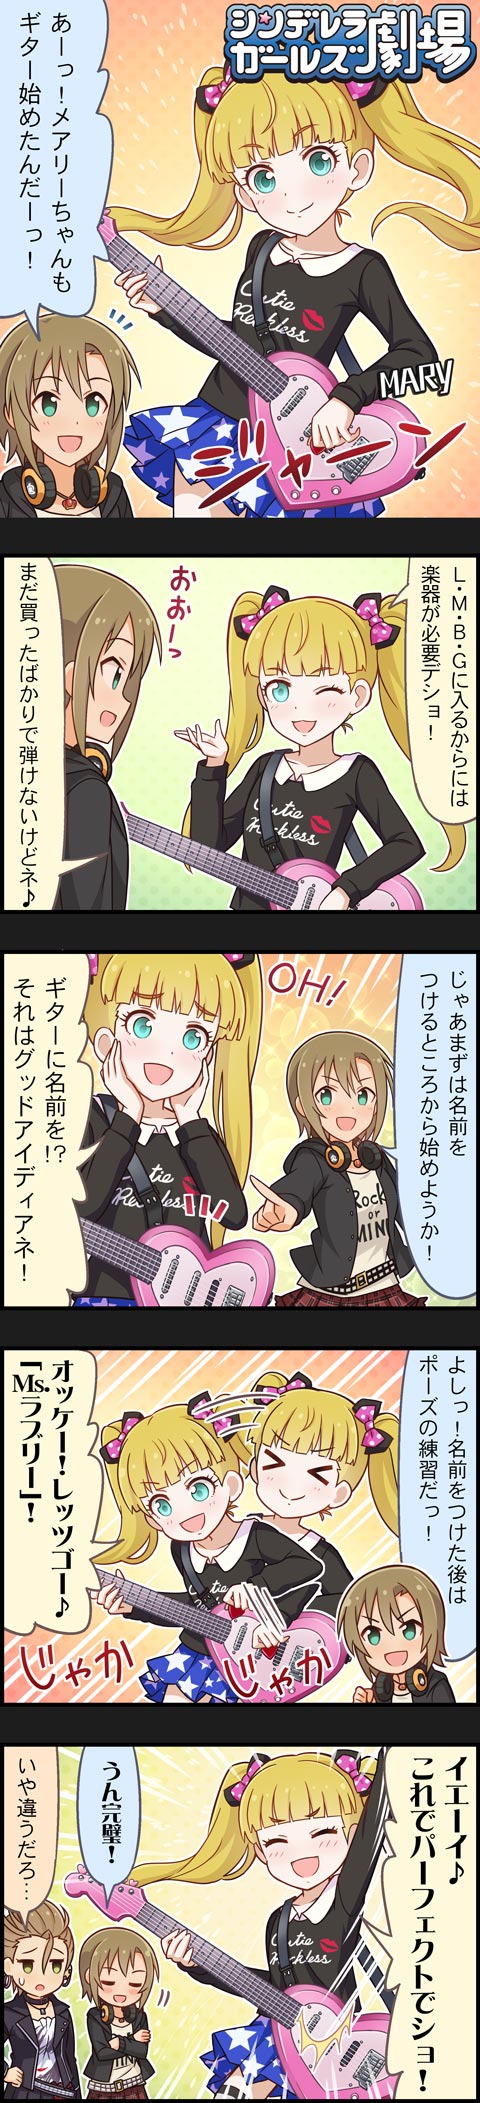 シンデレラ
ガールズ劇場
あーっ！メアリーちゃんも
ギター始めたんだーっ！
Cutie
Reckless
MARY
ジャーン
L・M・B・Gに入るからには
楽器が必要デショ！
おおーっ
Cutie
Reckless
まだ買ったばかりで弾けないけどネ♪
じゃあまずは名前を
つけるところから始めようか！
OH!
Rock
or
MIN
ギターに名前を!?
それはグッドアイディアネ！
Cutie
Reckless
よしっ！名前をつけた後は
ポーズの練習だっ！
オッケー！レッツゴー♪
「Ms.ラブリー」！
じゃか
じゃか
イエーイ♪
これでパーフェクトでショ！
うん完璧！
Cutie
Reckless
いや違うだろ…